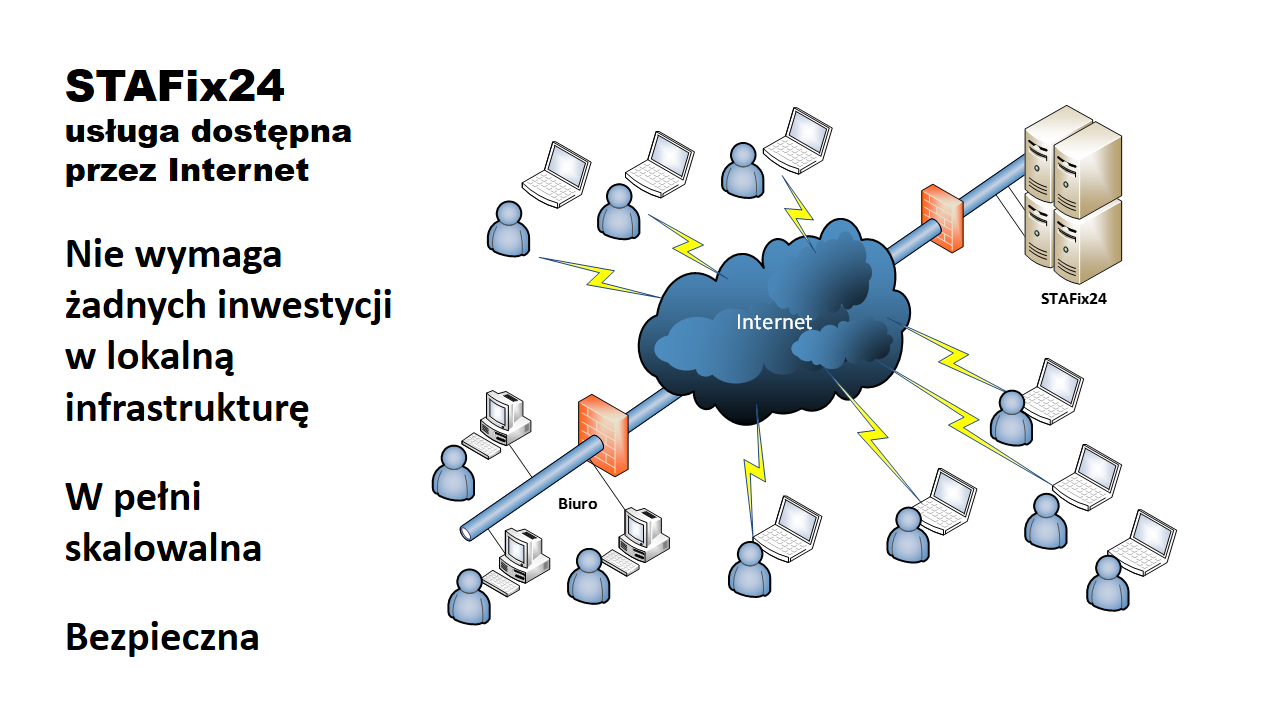 STAFix24
usługa dostępna
przez Internet
Nie wymaga
żadnych inwestycji
w lokalną
infrastrukturę
W pełni
skalowalna
Bezpieczna
Internet
STAFix24
Biuro